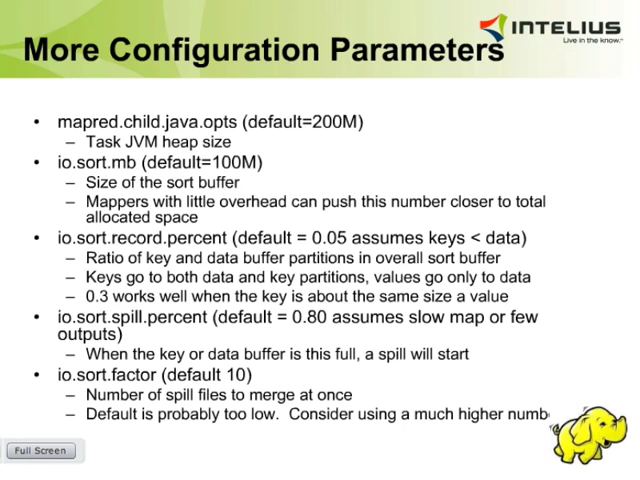 More Configuration Parameters
INTELIUS
Live in the know.
• mapred.child.java.opts (default=200M)
– Task JVM heap size
• io.sort.mb (default=100M)
– Size of the sort buffer
– Mappers with little overhead can push this number closer to total
allocated space
• io.sort.record.percent (default = 0.05 assumes keys < data)
– Ratio of key and data buffer partitions in overall sort buffer
– Keys go to both data and key partitions, values go only to data
– 0.3 works well when the key is about the same size a value
• io.sort.spill.percent (default = 0.80 assumes slow map or few
outputs)
– When the key or data buffer is this full, a spill will start
• io.sort.factor (default 10)
– Number of spill files to merge at once
– Default is probably too low. Consider using a much higher numb
Full Screen